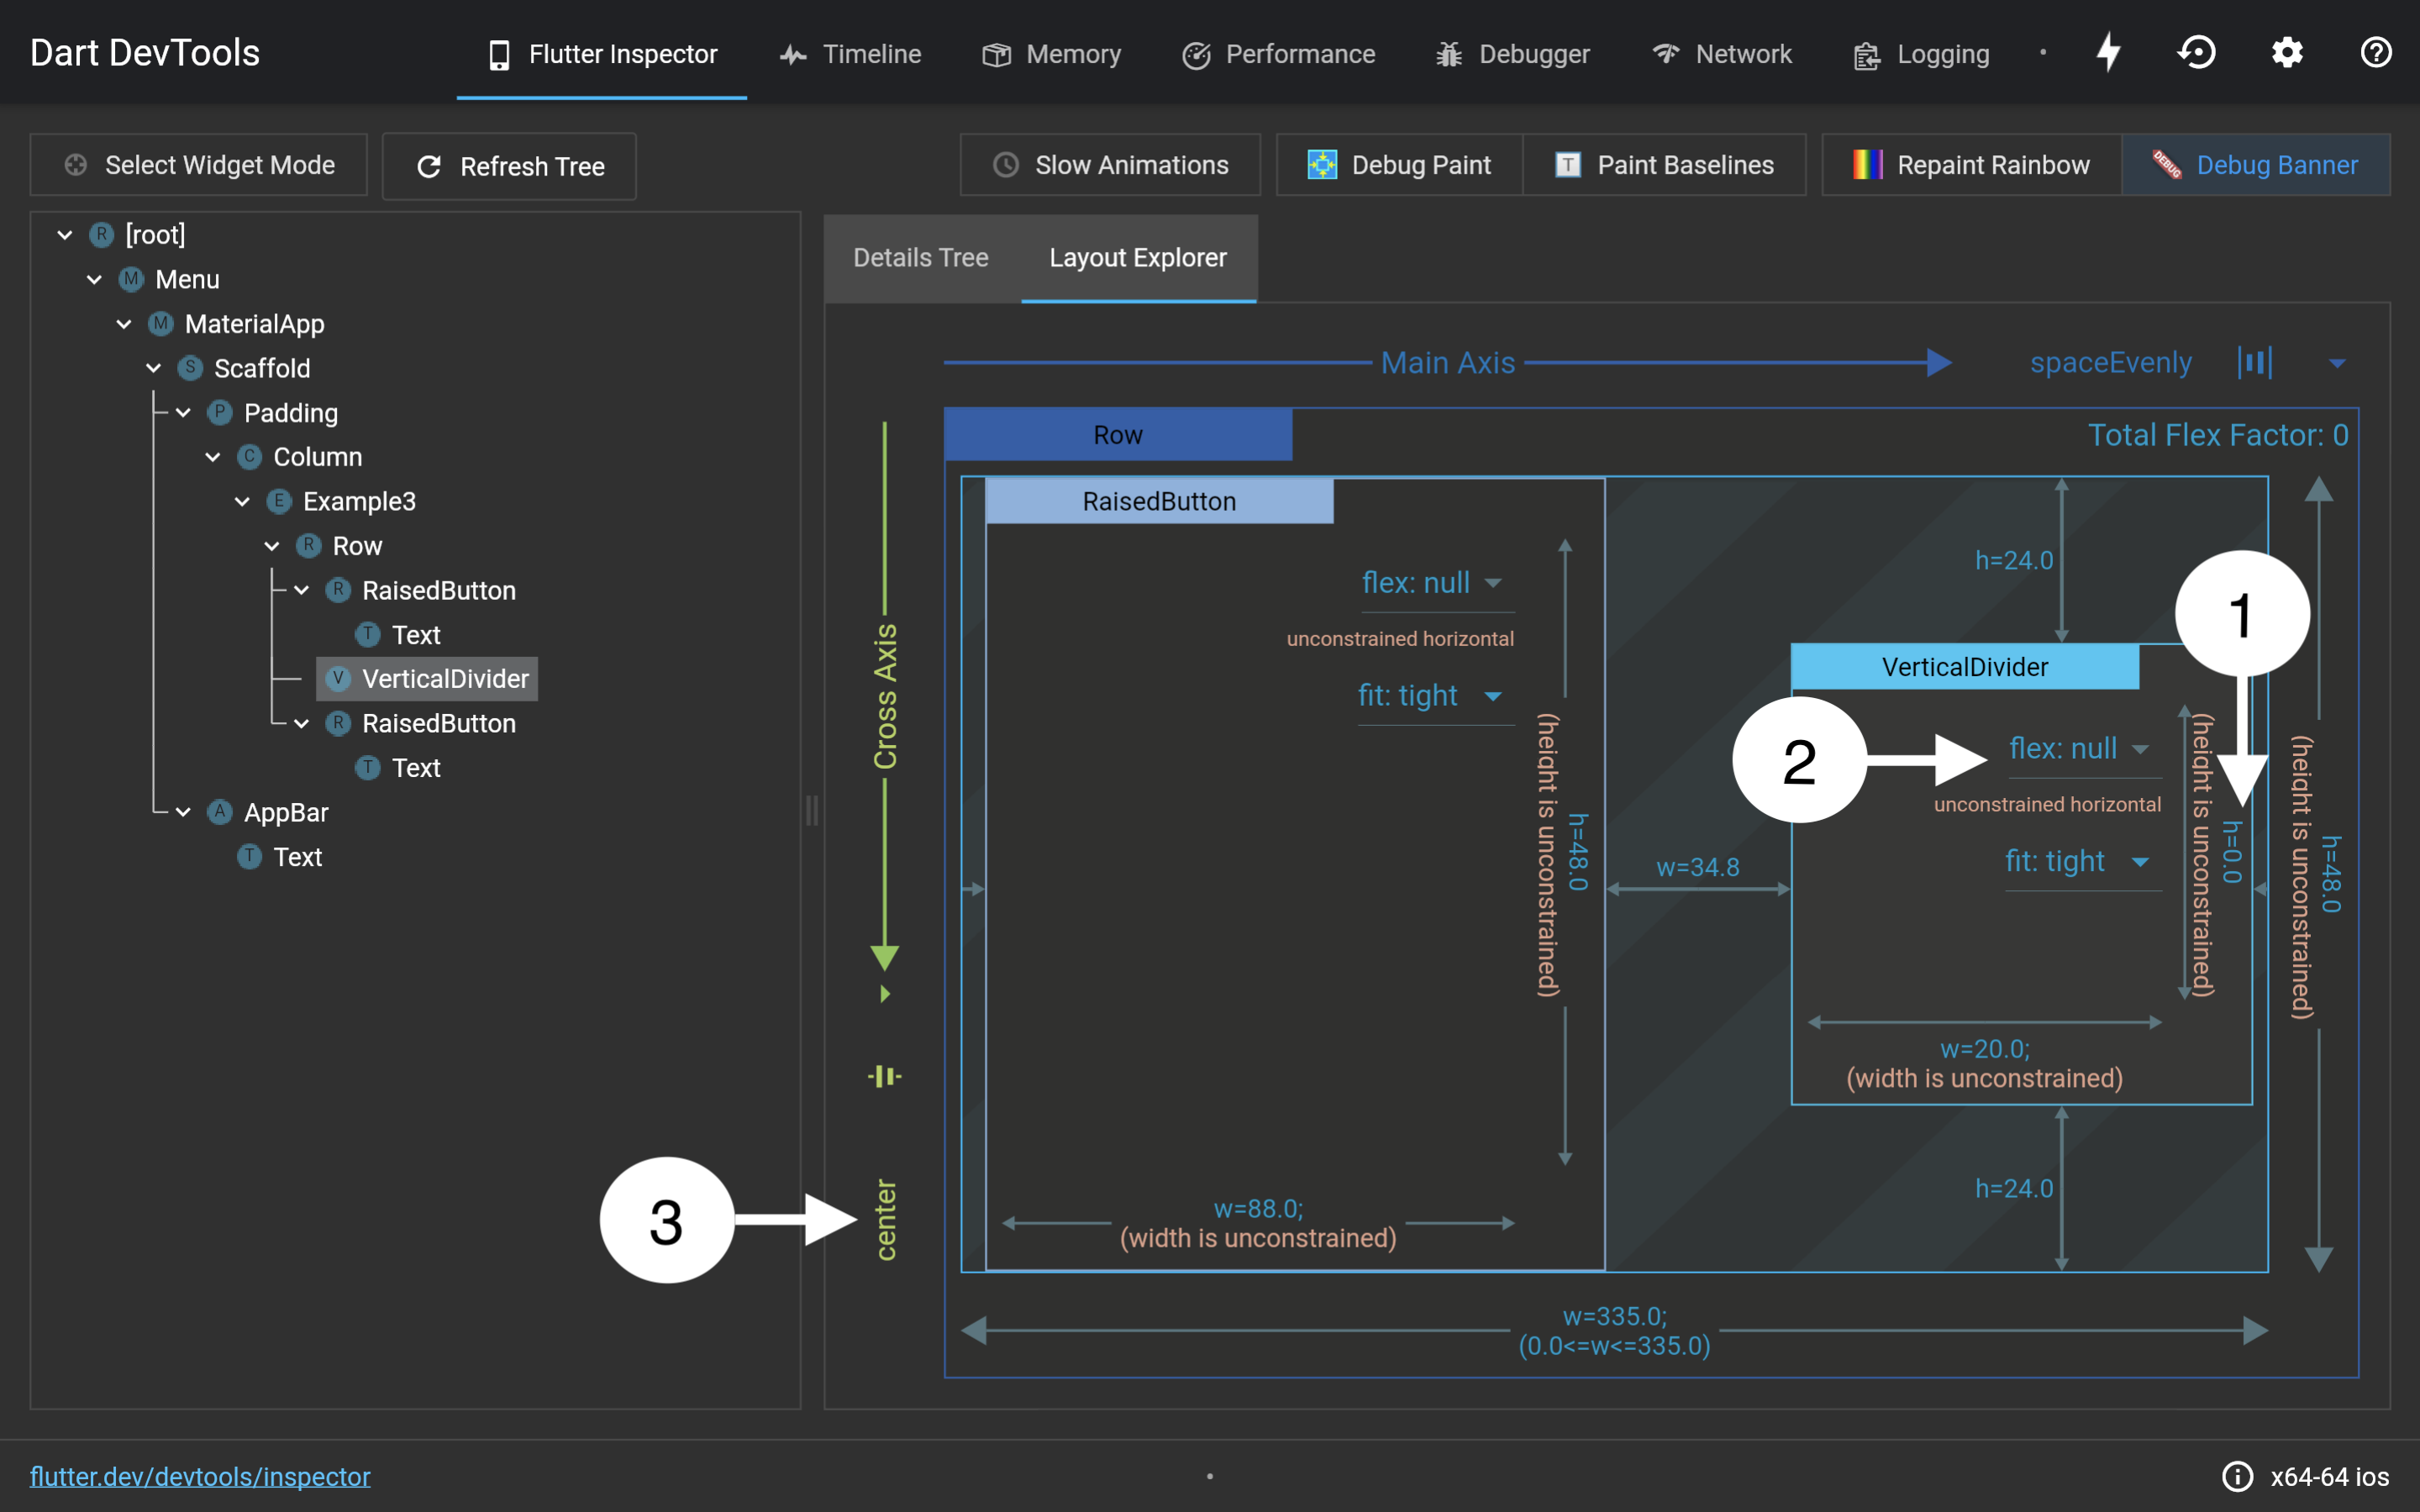 Dart DevTools
Flutter Inspector
Timeline
Memory
Performance
Debugger
Network
Logging
Select Widget Mode
Refresh Tree
Slow Animations
Debug Paint
T
Paint Baselines
Repaint Rainbow
DEBUG
Debug Banner
R [root]
M Menu
M MaterialApp
S Scaffold
P Padding
C Column
E Example3
R Row
R RaisedButton
T Text
V VerticalDivider
R RaisedButton
T Text
A AppBar
T Text
Details Tree
Layout Explorer
Main Axis
spaceEvenly
Cross Axis
center
Row
Total Flex Factor: 0
RaisedButton
flex: null
unconstrained horizontal
fit: tight
h=48.0
(height is unconstrained)
w=88.0;
(width is unconstrained)
w=34.8
h=24.0
VerticalDivider
flex: null
unconstrained horizontal
fit: tight
h=0.0
(height is unconstrained)
w=20.0;
(width is unconstrained)
h=24.0
h=48.0
(height is unconstrained)
w=335.0;
(0.0<=w<=335.0)
1
2
3
flutter.dev/devtools/inspector
x64-64 ios